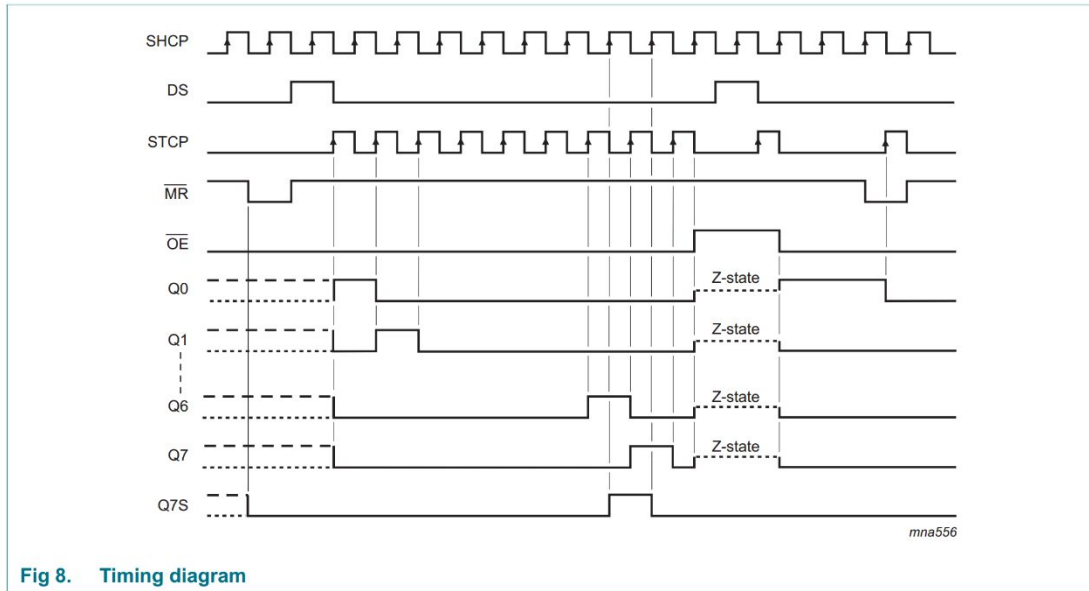 SHCP
DS
STCP
MR
OE
Q0
Z-state
Q1
Z-state
Q6
Z-state
Q7
Z-state
Q7S
mna556
Fig 8. Timing diagram